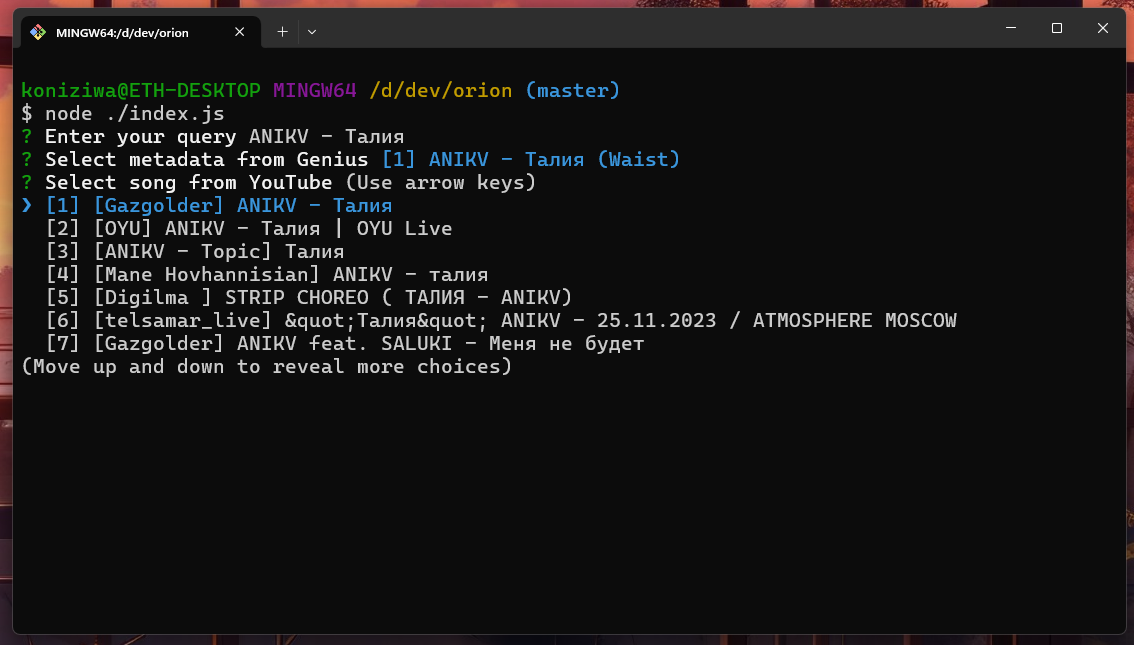 MINGW64:/d/dev/orion
koniziwa@ETH-DESKTOP MINGW64 /d/dev/orion (master)
$ node ./index.js
? Enter your query ANIKV - Талия
? Select metadata from Genius [1] ANIKV - Талия (Waist)
? Select song from YouTube (Use arrow keys)
❯ [1] [Gazgolder] ANIKV - Талия
[2] [OYU] ANIKV - Талия | OYU Live
[3] [ANIKV - Topic] Талия
[4] [Mane Hovhannisian] ANIKV - талия
[5] [Digilma ] STRIP CHOREO ( ТАЛИЯ - ANIKV)
[6] [telsamar_live] &quot;Талия&quot; ANIKV - 25.11.2023 / ATMOSPHERE MOSCOW
[7] [Gazgolder] ANIKV feat. SALUKI - Меня не будет
(Move up and down to reveal more choices)